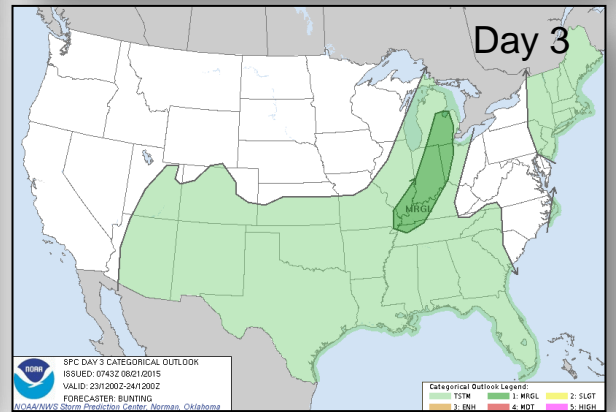 Day 3
MRGL
SPC DAY 3 CATEGORICAL OUTLOOK
ISSUED: 0743Z 08/21/2015
VALID: 23/1200Z-24/1200Z
FORECASTER: BUNTING
NOAA/NWS Storm Prediction Center, Norman, Oklahoma
NOAA
Categorical Outlook Legend:
TSTM 1: MRGL 2: SLGT
3: ENH 4: MDT 5: HIGH